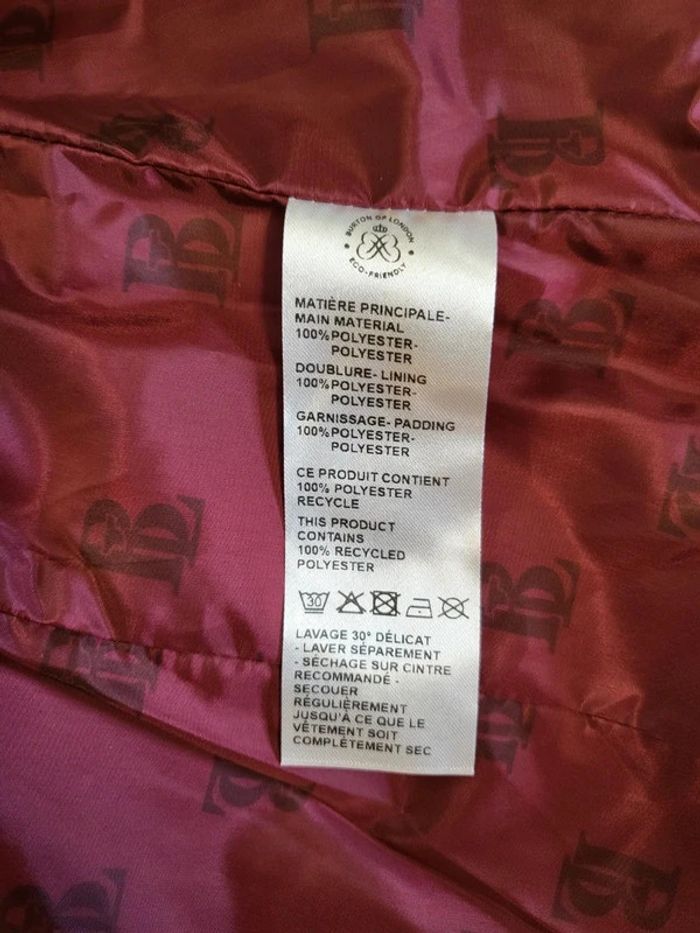 BURTON OF LONDON
ECO-FRIENDLY
MATIÈRE PRINCIPALE-
MAIN MATERIAL
100%POLYESTER-
POLYESTER
DOUBLURE- LINING
100%POLYESTER-
POLYESTER
GARNISSAGE- PADDING
100%POLYESTER-
POLYESTER
CE PRODUIT CONTIENT
100% POLYESTER
RECYCLE
THIS PRODUCT
CONTAINS
100% RECYCLED
POLYESTER
30
LAVAGE 30° DÉLICAT
- LAVER SÉPAREMENT
- SÉCHAGE SUR CINTRE
RECOMMANDÉ -
SECOUER
RÉGULIÈREMENT
JUSQU'À CE QUE LE
VÊTEMENT SOIT
COMPLÈTEMENT SEC